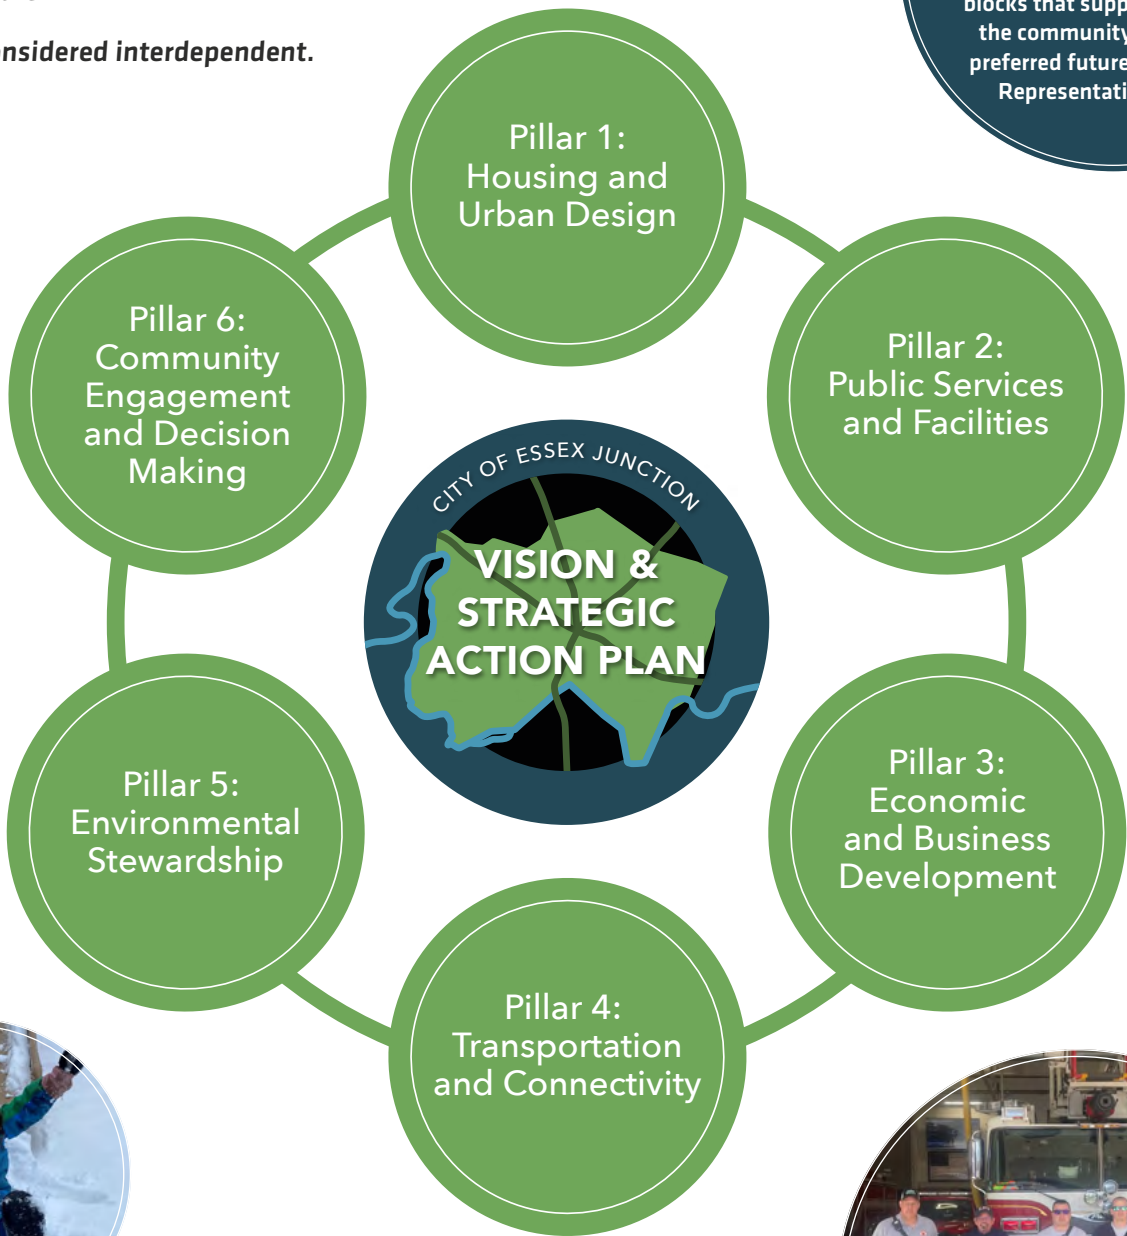 considered interdependent.
blocks that supp
the community
preferred future
Representati
Pillar 1:
Housing and
Urban Design
Pillar 6:
Community
Engagement
and Decision
Making
Pillar 2:
Public Services
and Facilities
CITY OF ESSEX JUNCTION
VISION &
STRATEGIC
ACTION PLAN
Pillar 5:
Environmental
Stewardship
Pillar 3:
Economic
and Business
Development
Pillar 4:
Transportation
and Connectivity